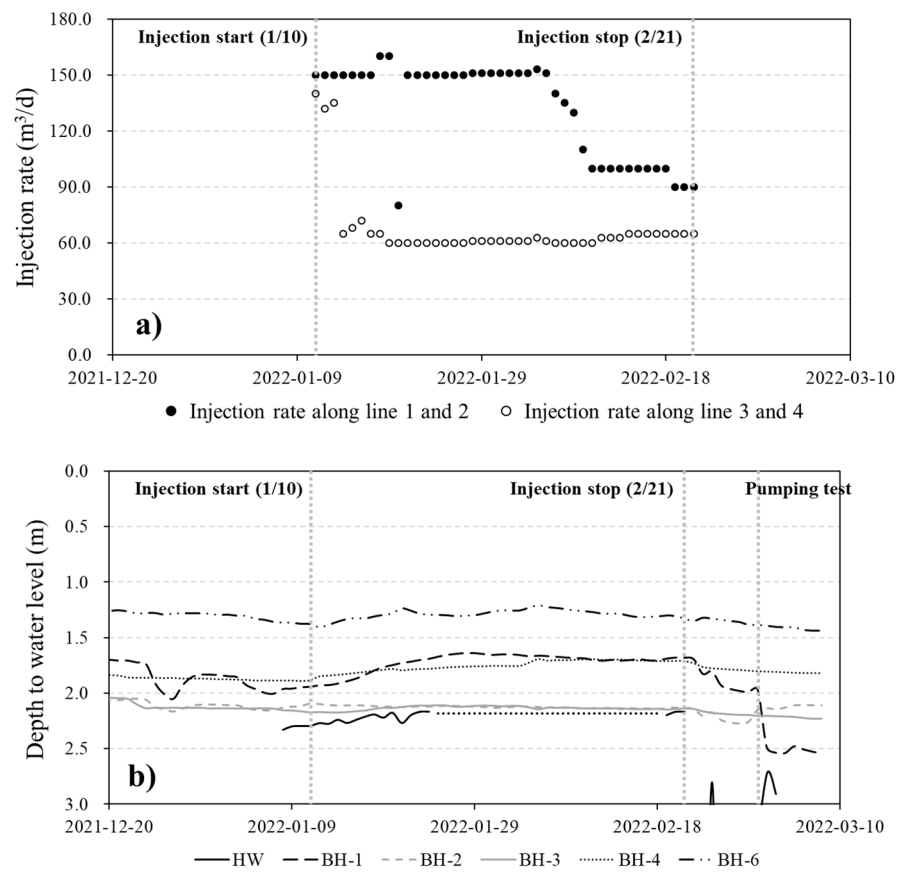 180.0
Injection start (1/10) Injection stop (2/21)
150.0
120.0
90.0
60.0
30.0
0.0
Injection rate (m³/d)
a)
2021-12-20 2022-01-09 2022-01-29 2022-02-18 2022-03-10
Injection rate along line 1 and 2 Injection rate along line 3 and 4
0.0
Injection start (1/10) Injection stop (2/21) Pumping test
0.5
1.0
1.5
2.0
2.5
3.0
Depth to water level (m)
b)
2021-12-20 2022-01-09 2022-01-29 2022-02-18 2022-03-10
HW BH-1 BH-2 BH-3 BH-4 BH-6